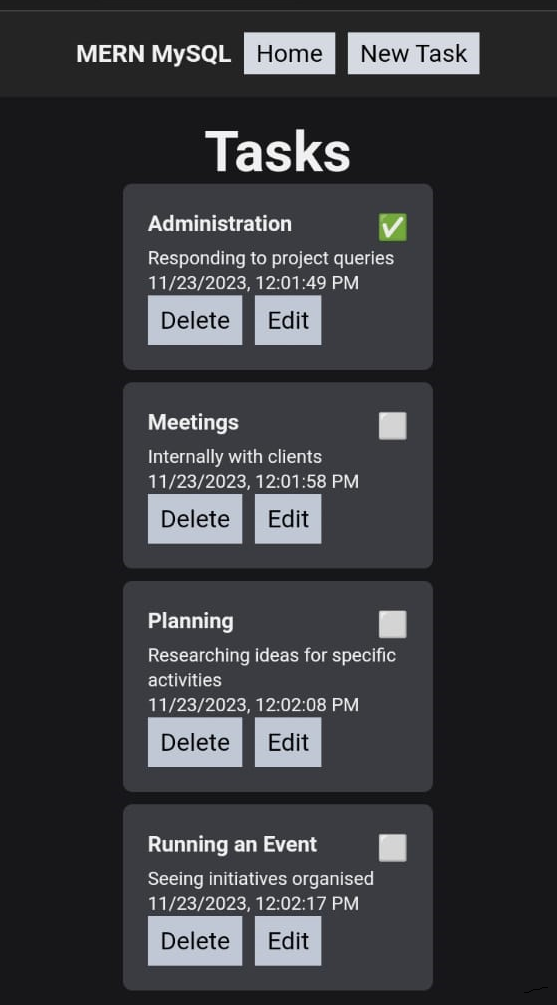 MERN MySQL Home New Task
Tasks
Administration ✅
Responding to project queries
11/23/2023, 12:01:49 PM
Delete Edit
Meetings
Internally with clients
11/23/2023, 12:01:58 PM
Delete Edit
Planning
Researching ideas for specific
activities
11/23/2023, 12:02:08 PM
Delete Edit
Running an Event
Seeing initiatives organised
11/23/2023, 12:02:17 PM
Delete Edit